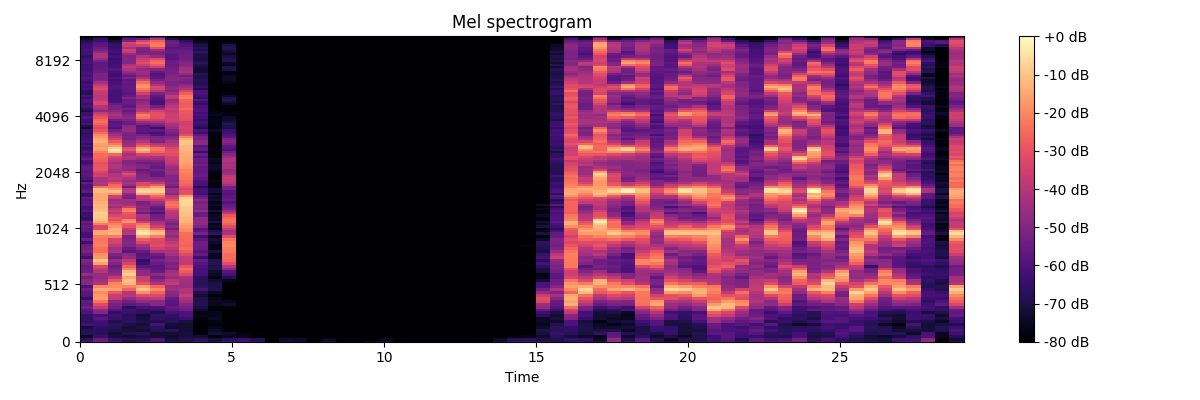 Mel spectrogram
+0 dB
8192
-10 dB
-20 dB
4096
-30 dB
Hz
2048
-40 dB
1024
-50 dB
-60 dB
512
-70 dB
0
-80 dB
0 5 10 15 20 25
Time